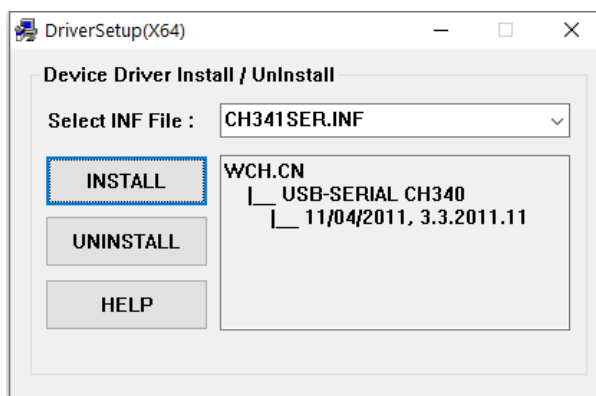 DriverSetup(X64)
Device Driver Install / UnInstall
Select INF File :
CH341SER.INF
INSTALL
WCH.CN
|__ USB-SERIAL CH340
|__ 11/04/2011, 3.3.2011.11
UNINSTALL
HELP